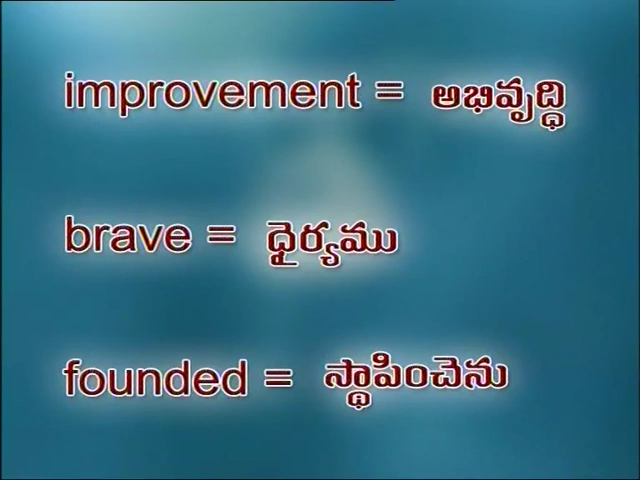 improvement = అభివృద్ధి
brave = ధైర్యము
founded = స్థాపించెను